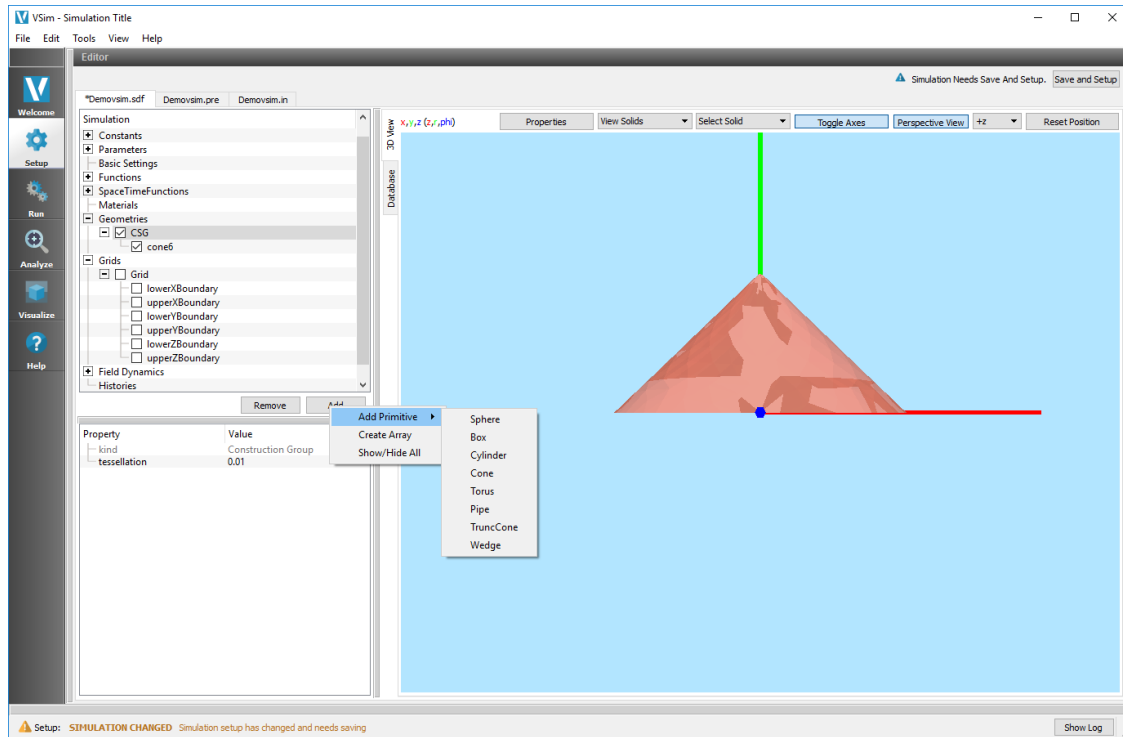 VSim - Simulation Title
File Edit Tools View Help
Editor
Simulation Needs Save And Setup. Save and Setup
*Demovsim.sdf Demovsim.pre Demovsim.in
Welcome
Setup
Run
Analyze
Visualize
Help
Simulation
Constants
Parameters
Basic Settings
Functions
SpaceTimeFunctions
Materials
Geometries
CSG
cone6
Grids
Grid
lowerXBoundary
upperXBoundary
lowerYBoundary
upperYBoundary
lowerZBoundary
upperZBoundary
Field Dynamics
Histories
Remove Add
Property Value
kind Construction Group
tessellation 0.01
3D View
Database
x,y,z (z,r,phi) Properties View Solids Select Solid Toggle Axes Perspective View +z Reset Position
Add Primitive
Create Array
Show/Hide All
Sphere
Box
Cylinder
Cone
Torus
Pipe
TruncCone
Wedge
Setup: SIMULATION CHANGED Simulation setup has changed and needs saving Show Log